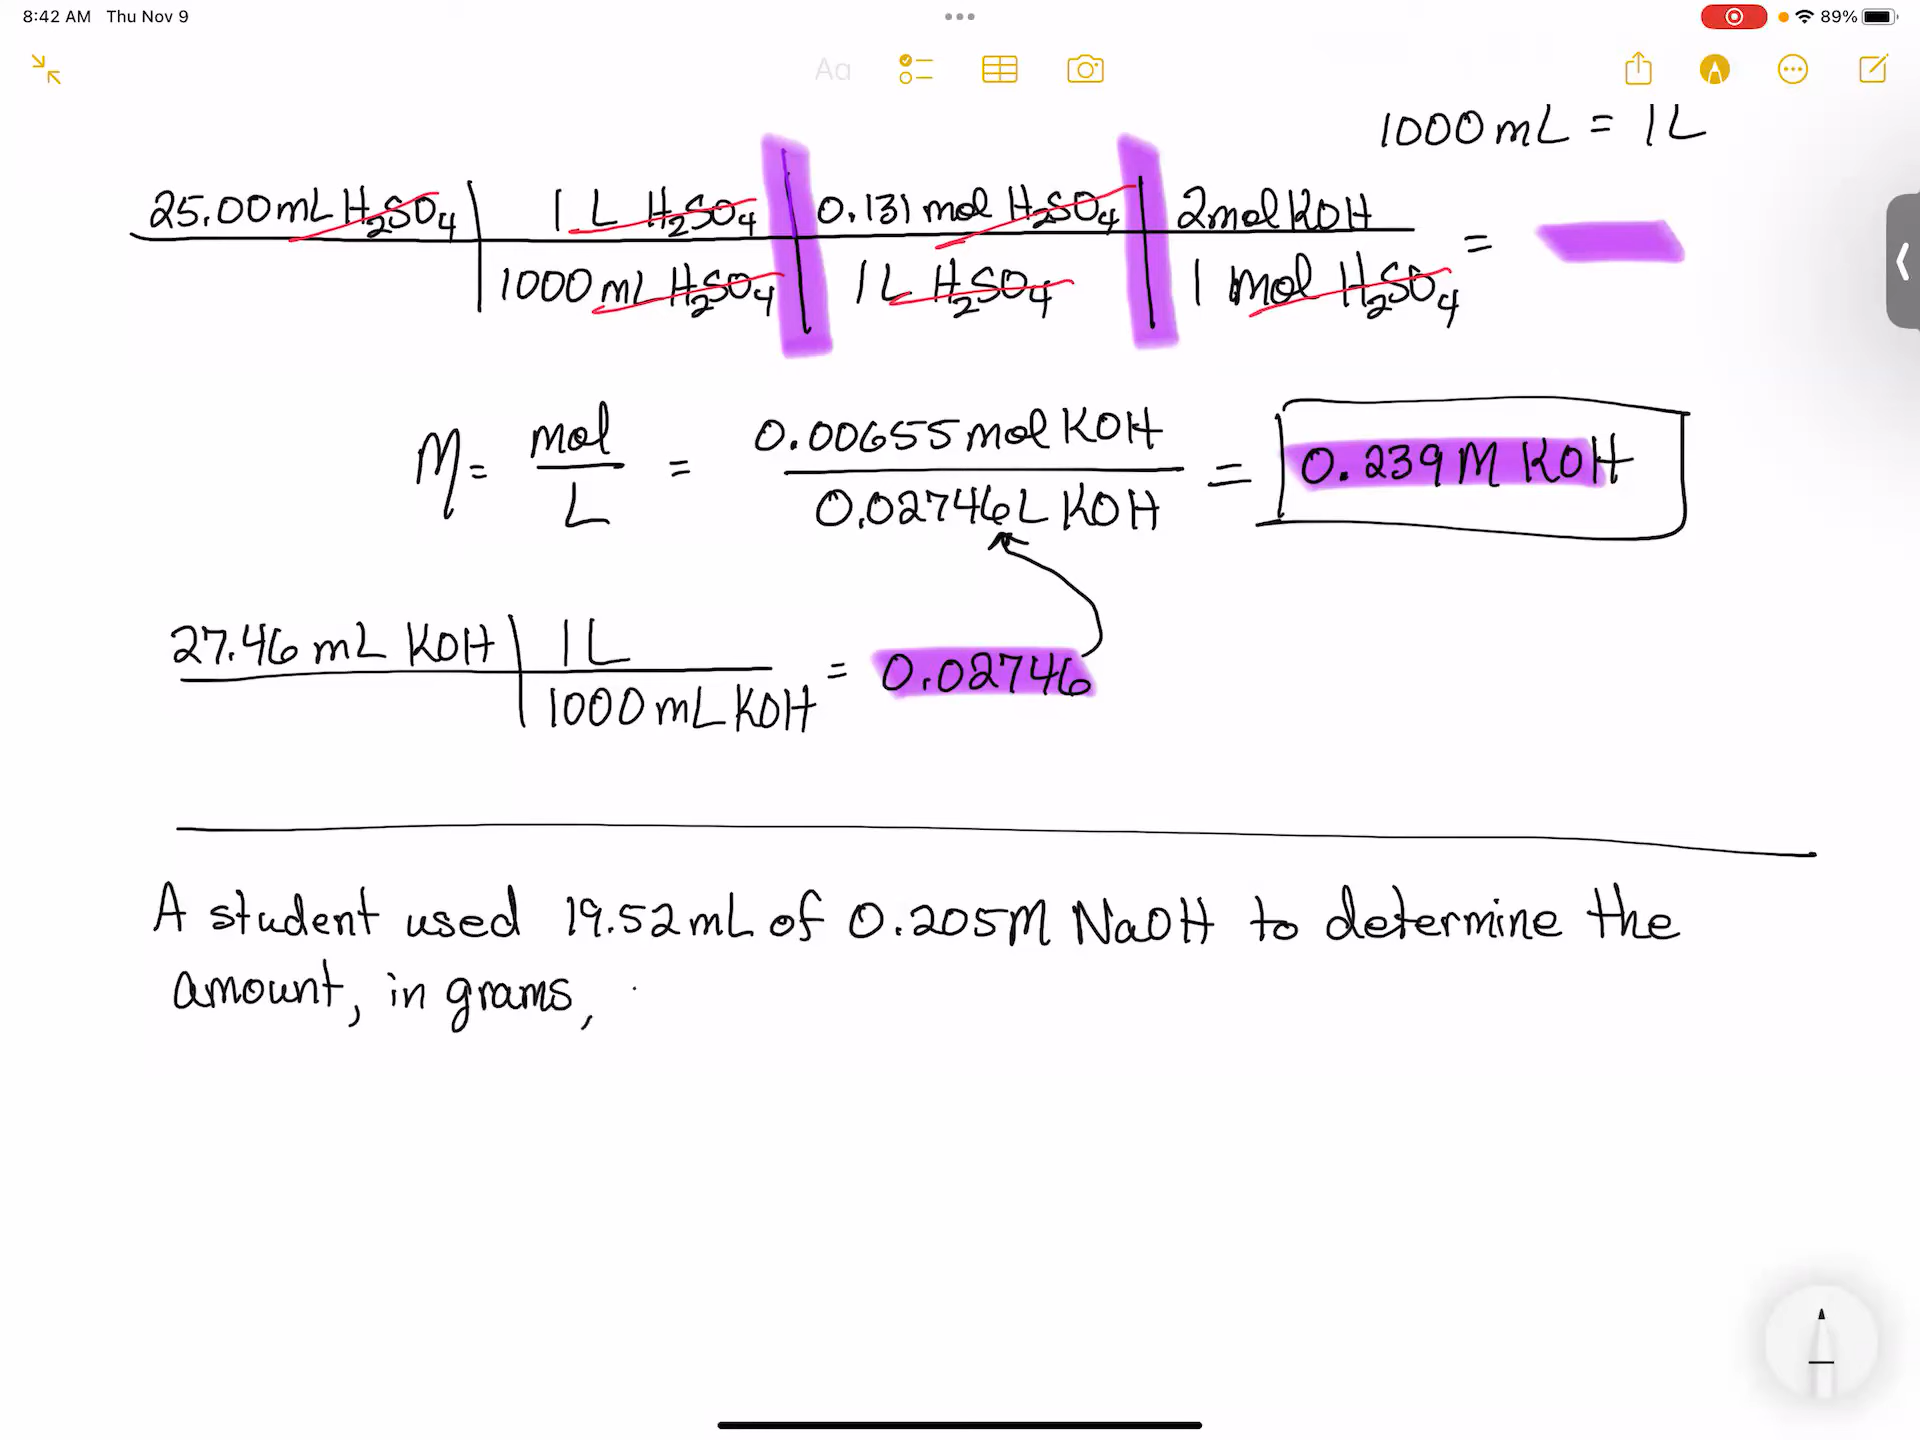 8:42 AM Thu Nov 9
89%
Aa
1000 mL = 1 L
25.00 mL H₂SO₄ | 1 L H₂SO₄ | 0.131 mol H₂SO₄ | 2 mol KOH =
1000 mL H₂SO₄ | 1 L H₂SO₄ | 1 mol H₂SO₄
M = mol = 0.00655 mol KOH = 0.239 M KOH
L 0.02746 L KOH
27.46 mL KOH | 1 L = 0.02746
1000 mL KOH
A student used 19.52 mL of 0.205 M NaOH to determine the
amount, in grams,